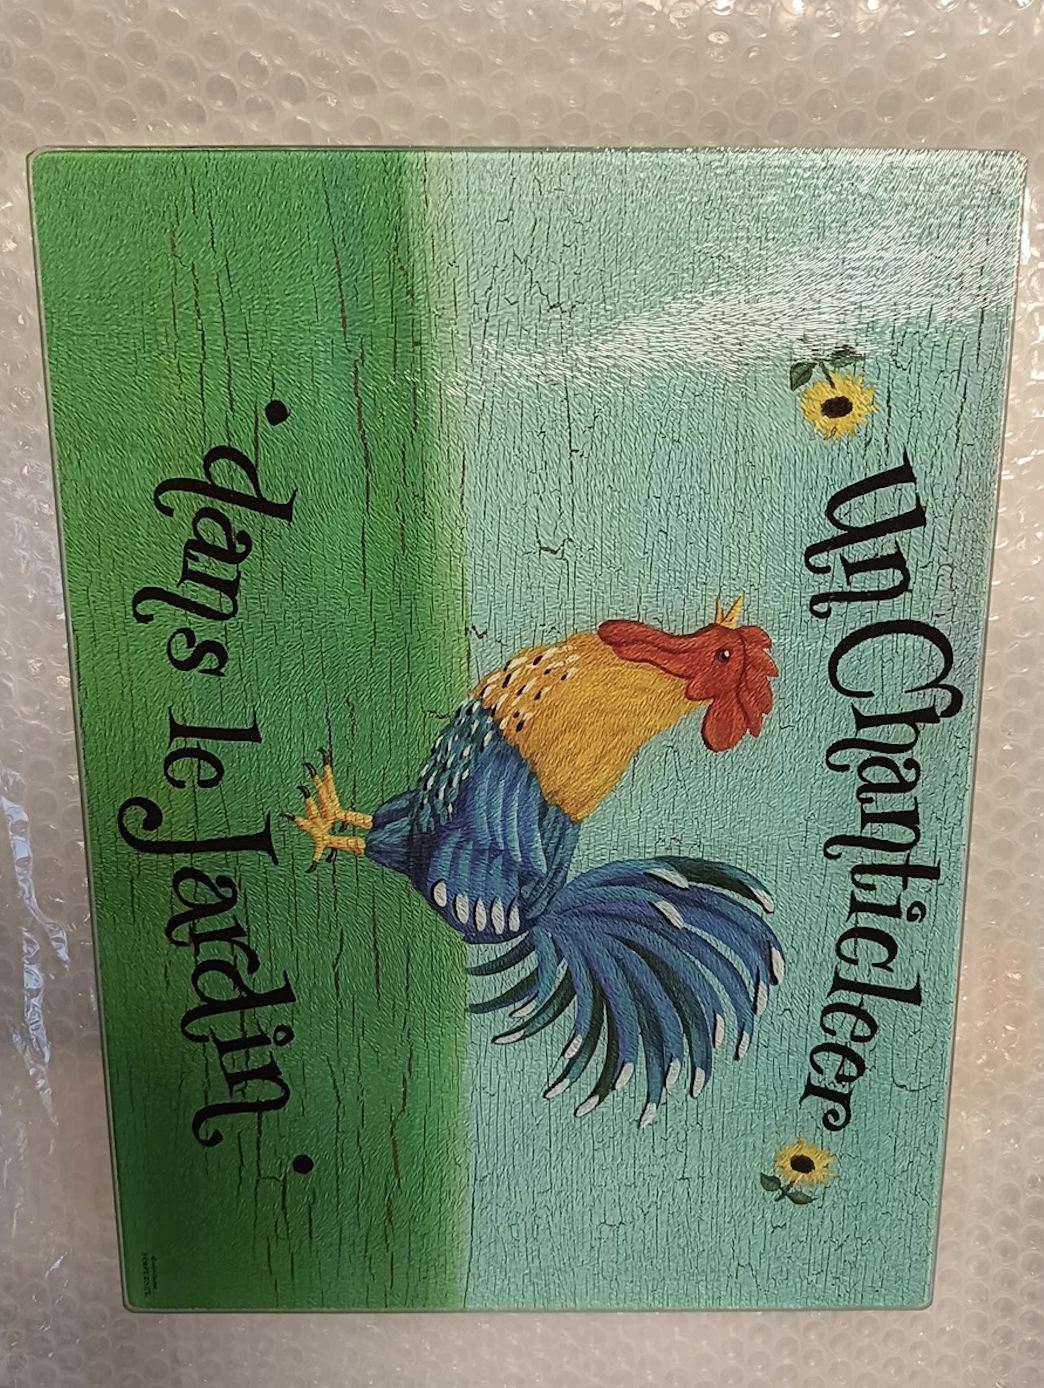 Un Chanticleer
• dans le Jardin •